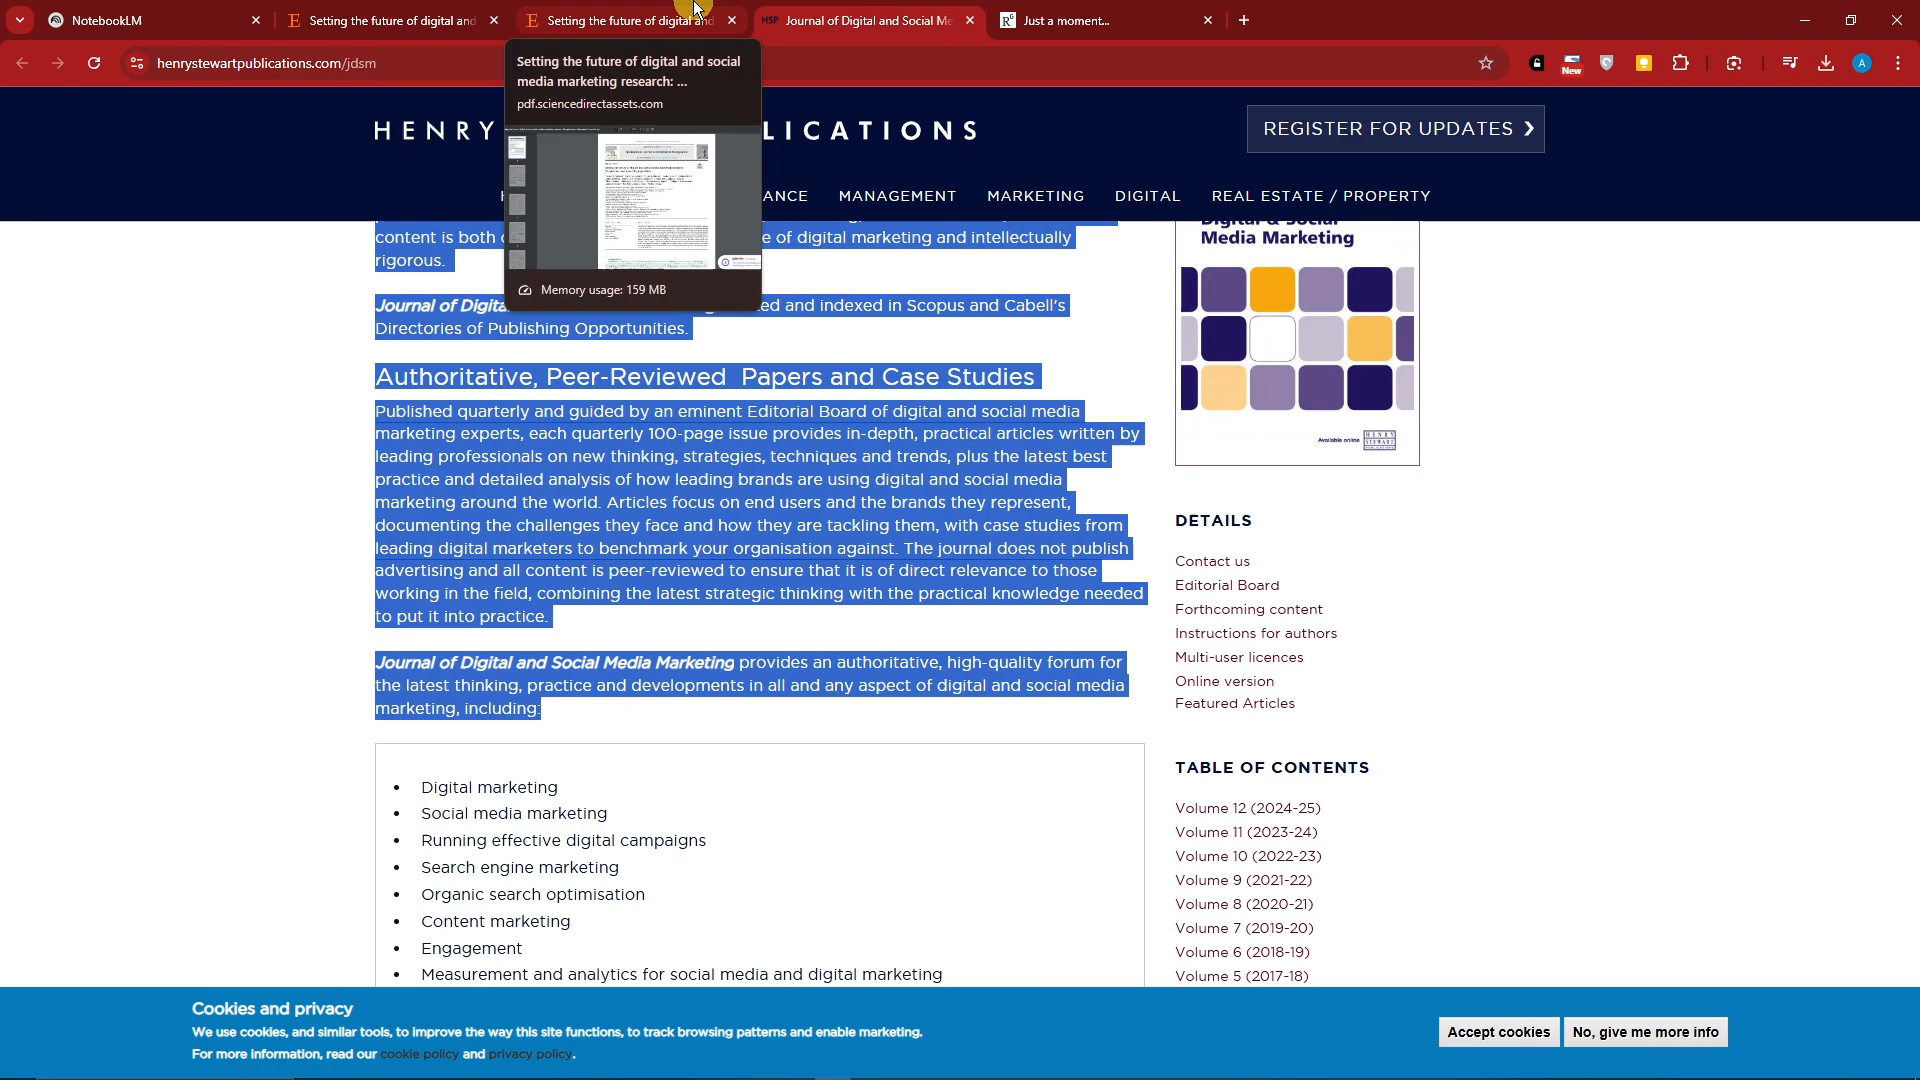 NotebookLM
Setting the future of digital and
Setting the future of digital and
HSP Journal of Digital and Social Me
Just a moment...
henrystewartpublications.com/jdsm
New
A
Setting the future of digital and social
media marketing research: ...
pdf.sciencedirectassets.com
Memory usage: 159 MB
HENRY LICATIONS
REGISTER FOR UPDATES ❯
ANCE MANAGEMENT MARKETING DIGITAL REAL ESTATE / PROPERTY
content is both e of digital marketing and intellectually
rigorous.
Journal of Digita ed and indexed in Scopus and Cabell's
Directories of Publishing Opportunities.
Authoritative, Peer-Reviewed Papers and Case Studies
Published quarterly and guided by an eminent Editorial Board of digital and social media
marketing experts, each quarterly 100-page issue provides in-depth, practical articles written by
leading professionals on new thinking, strategies, techniques and trends, plus the latest best
practice and detailed analysis of how leading brands are using digital and social media
marketing around the world. Articles focus on end users and the brands they represent,
documenting the challenges they face and how they are tackling them, with case studies from
leading digital marketers to benchmark your organisation against. The journal does not publish
advertising and all content is peer-reviewed to ensure that it is of direct relevance to those
working in the field, combining the latest strategic thinking with the practical knowledge needed
to put it into practice.
Journal of Digital and Social Media Marketing provides an authoritative, high-quality forum for
the latest thinking, practice and developments in all and any aspect of digital and social media
marketing, including:
• Digital marketing
• Social media marketing
• Running effective digital campaigns
• Search engine marketing
• Organic search optimisation
• Content marketing
• Engagement
• Measurement and analytics for social media and digital marketing
Digital & Social
Media Marketing
Available online HENRY STEWART
DETAILS
Contact us
Editorial Board
Forthcoming content
Instructions for authors
Multi-user licences
Online version
Featured Articles
TABLE OF CONTENTS
Volume 12 (2024-25)
Volume 11 (2023-24)
Volume 10 (2022-23)
Volume 9 (2021-22)
Volume 8 (2020-21)
Volume 7 (2019-20)
Volume 6 (2018-19)
Volume 5 (2017-18)
Cookies and privacy
We use cookies, and similar tools, to improve the way this site functions, to track browsing patterns and enable marketing.
For more information, read our cookie policy and privacy policy.
Accept cookies
No, give me more info